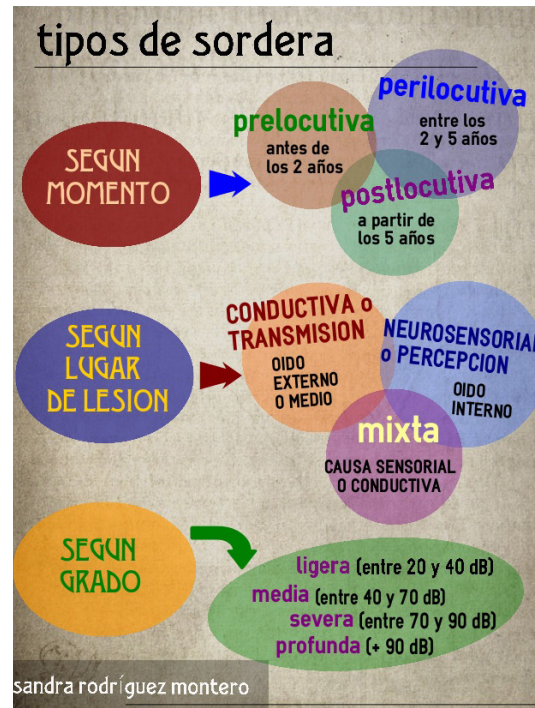 tipos de sordera
SEGUN
MOMENTO
prelocutiva
antes de
los 2 años
perilocutiva
entre los
2 y 5 años
postlocutiva
a partir de
los 5 años
SEGUN
LUGAR
DE LESION
CONDUCTIVA o
TRANSMISION
OIDO
EXTERNO
O MEDIO
NEUROSENSORIAL
o PERCEPCION
OIDO
INTERNO
mixta
CAUSA SENSORIAL
O CONDUCTIVA
SEGUN
GRADO
ligera (entre 20 y 40 dB)
media (entre 40 y 70 dB)
severa (entre 70 y 90 dB)
profunda (+ 90 dB)
sandra rodríguez montero